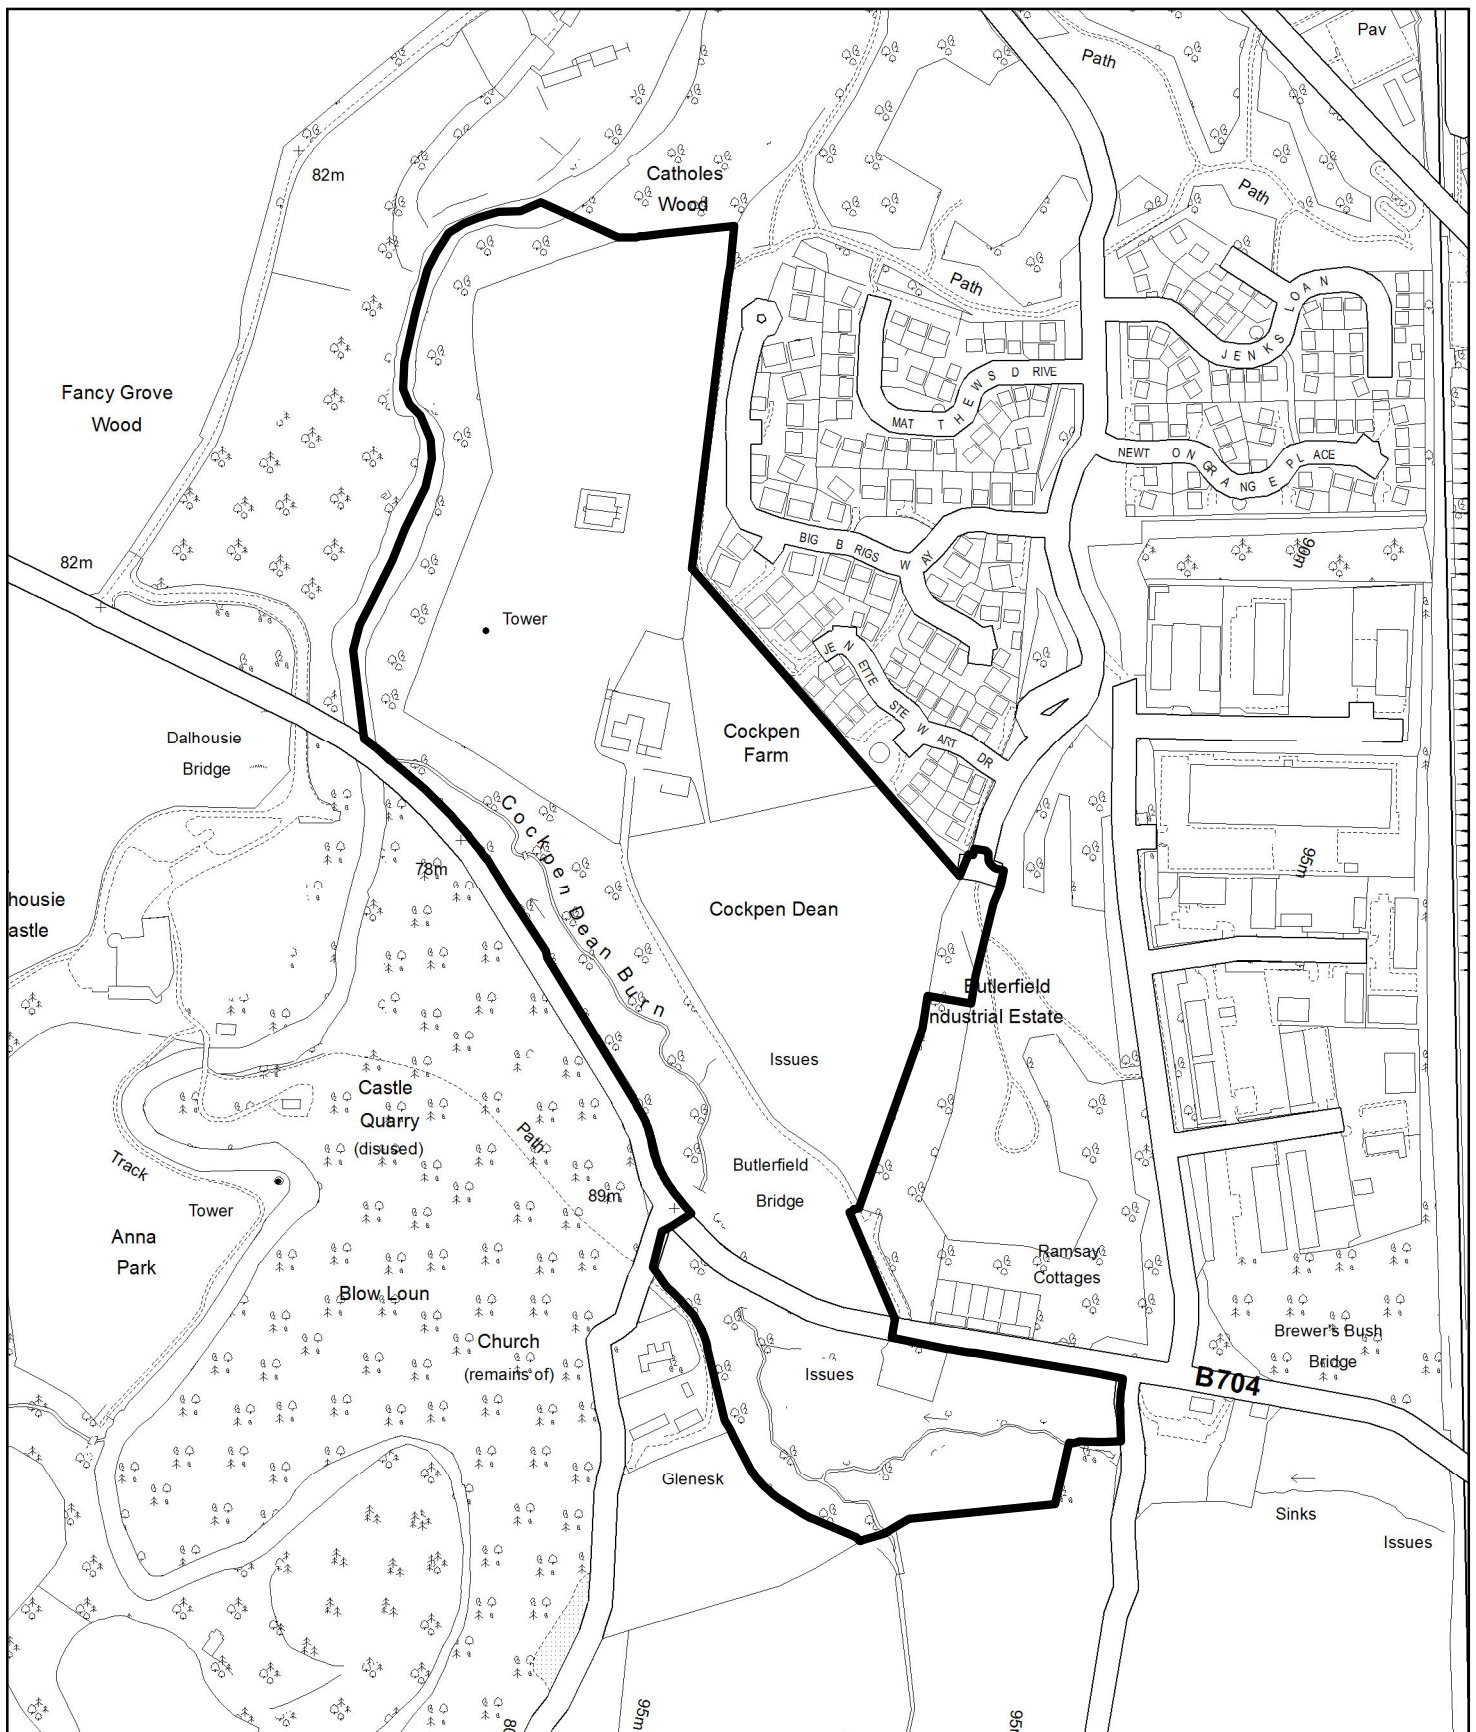 Pav
Path
Catholes
Wood
82m
Path
Path
JENKS LOAN
MATTHEWS DRIVE
Fancy Grove
Wood
NEWTONGRANGE PLACE
BIG BRIGS WAY
90m
82m
Tower
JENETTE STEWART DR
Cockpen
Farm
Dalhousie
Bridge
Cockpen Dean Burn
78m
95m
housie
astle
Cockpen Dean
Butlerfield
Industrial Estate
Issues
Castle
Quarry
(disused)
Path
Track
Butlerfield
Bridge
89m
Tower
Anna
Park
Ramsay
Cottages
Blow Loun
Church
(remains of)
Brewer's Bush
Bridge
Issues
B704
Glenesk
Sinks
Issues
95m
95m